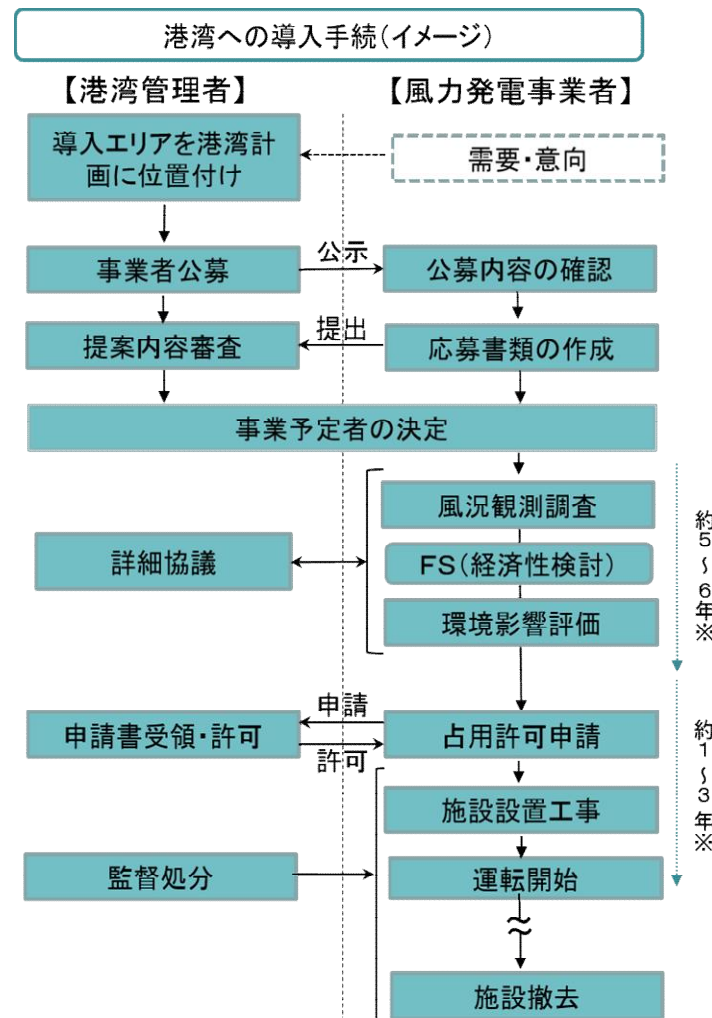 港湾への導入手続(イメージ)
【港湾管理者】
【風力発電事業者】
導入エリアを港湾計
画に位置付け
需要・意向
事業者公募
公示
公募内容の確認
提案内容審査
提出
応募書類の作成
事業予定者の決定
風況観測調査
詳細協議
FS(経済性検討)
環境影響評価
約5~6年※
申請
申請書受領・許可
占用許可申請
許可
約1~3年※
施設設置工事
監督処分
運転開始
施設撤去